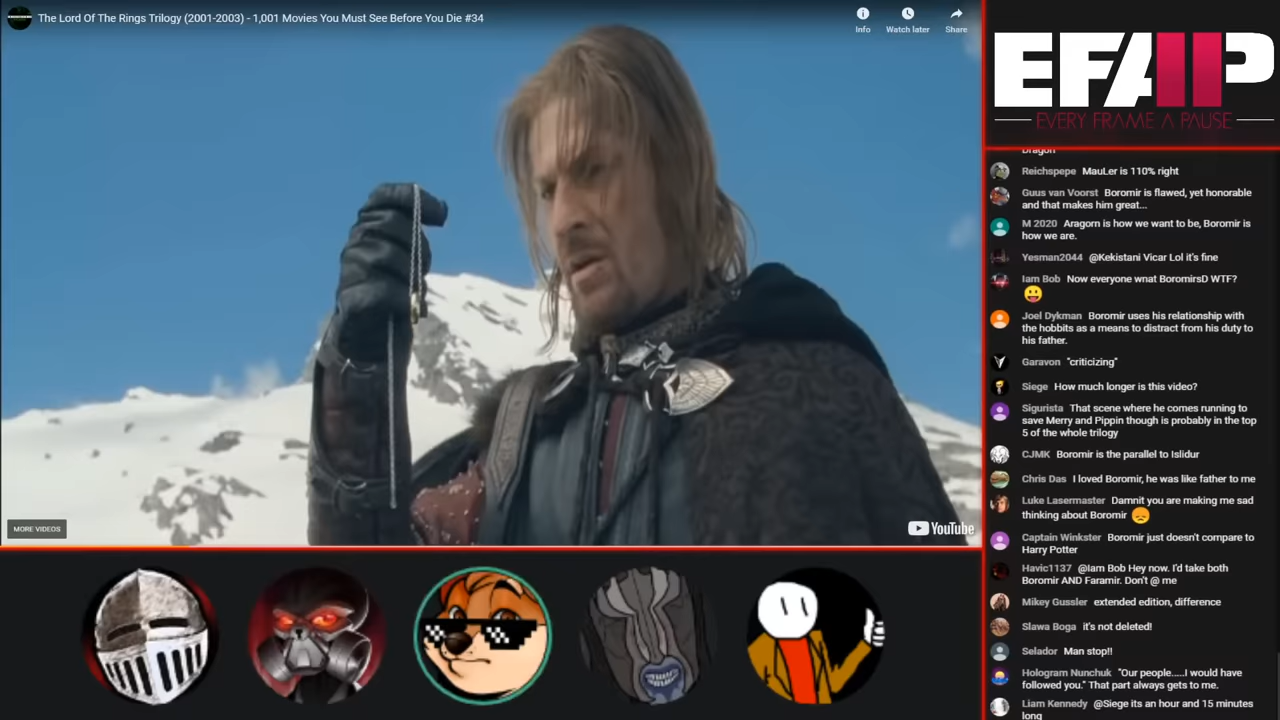 The Lord Of The Rings Trilogy (2001-2003) - 1,001 Movies You Must See Before You Die #34
Info
Watch later
Share
MORE VIDEOS
YouTube
EFAP
EVERY FRAME A PAUSE
Dragon
Reichspepe MauLer is 110% right
Guus van Voorst Boromir is flawed, yet honorable
and that makes him great...
M 2020 Aragorn is how we want to be, Boromir is
how we are.
Yesman2044 @Kekistani Vicar Lol it's fine
Iam Bob Now everyone wnat BoromirsD WTF?
Joel Dykman Boromir uses his relationship with
the hobbits as a means to distract from his duty to
his father.
Garavon "criticizing"
Siege How much longer is this video?
Sigurista That scene where he comes running to
save Merry and Pippin though is probably in the top
5 of the whole trilogy
CJMK Boromir is the parallel to Islidur
Chris Das I loved Boromir, he was like father to me
Luke Lasermaster Damnit you are making me sad
thinking about Boromir
Captain Winkster Boromir just doesn't compare to
Harry Potter
Havic1137 @Iam Bob Hey now. I'd take both
Boromir AND Faramir. Don't @ me
Mikey Gussler extended edition, difference
Slawa Boga it's not deleted!
Selador Man stop!!
Hologram Nunchuk "Our people.....I would have
followed you." That part always gets to me.
Liam Kennedy @Siege its an hour and 15 minutes
long